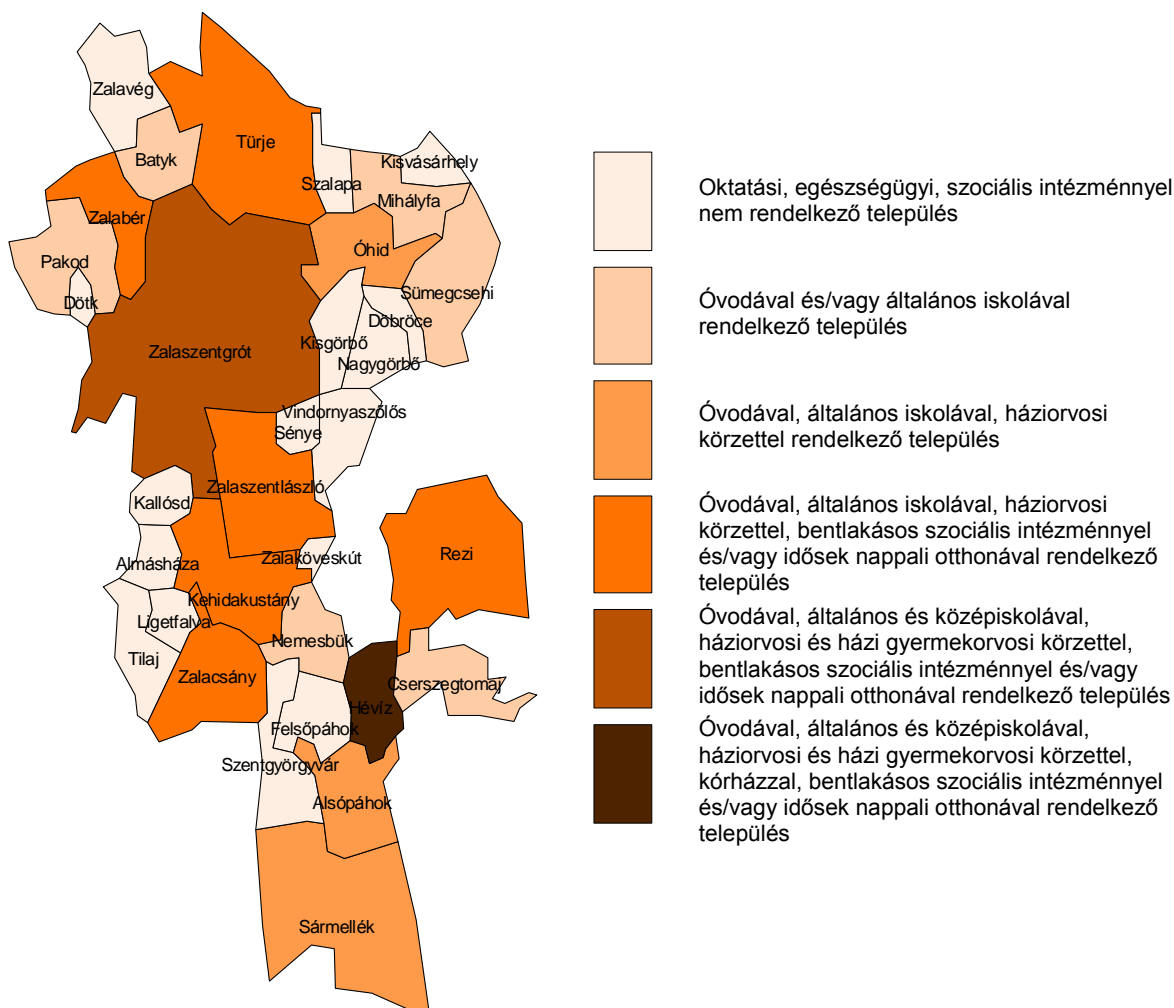 Zalavég
Türje
Batyk
Kisvásárhely
Szalapa
Mihályfa
Zalabér
Óhid
Pakod
Sümegcsehi
Dötk
Döbröce
Kisgörbő
Zalaszentgrót
Nagygörbő
Vindornyaszőlős
Sénye
Zalaszentlászló
Kallósd
Rezi
Zalaköveskút
Almásháza
Kehidakustány
Ligetfalva
Nemesbük
Tilaj
Zalacsány
Cserszegtomaj
Hévíz
Felsőpáhok
Szentgyörgyvár
Alsópáhok
Sármellék
Oktatási, egészségügyi, szociális intézménnyel
nem rendelkező település
Óvodával és/vagy általános iskolával
rendelkező település
Óvodával, általános iskolával, háziorvosi
körzettel rendelkező település
Óvodával, általános iskolával, háziorvosi
körzettel, bentlakásos szociális intézménnyel
és/vagy idősek nappali otthonával rendelkező
település
Óvodával, általános és középiskolával,
háziorvosi és házi gyermekorvosi körzettel,
bentlakásos szociális intézménnyel és/vagy
idősek nappali otthonával rendelkező település
Óvodával, általános és középiskolával,
háziorvosi és házi gyermekorvosi körzettel,
kórházzal, bentlakásos szociális intézménnyel
és/vagy idősek nappali otthonával rendelkező
település